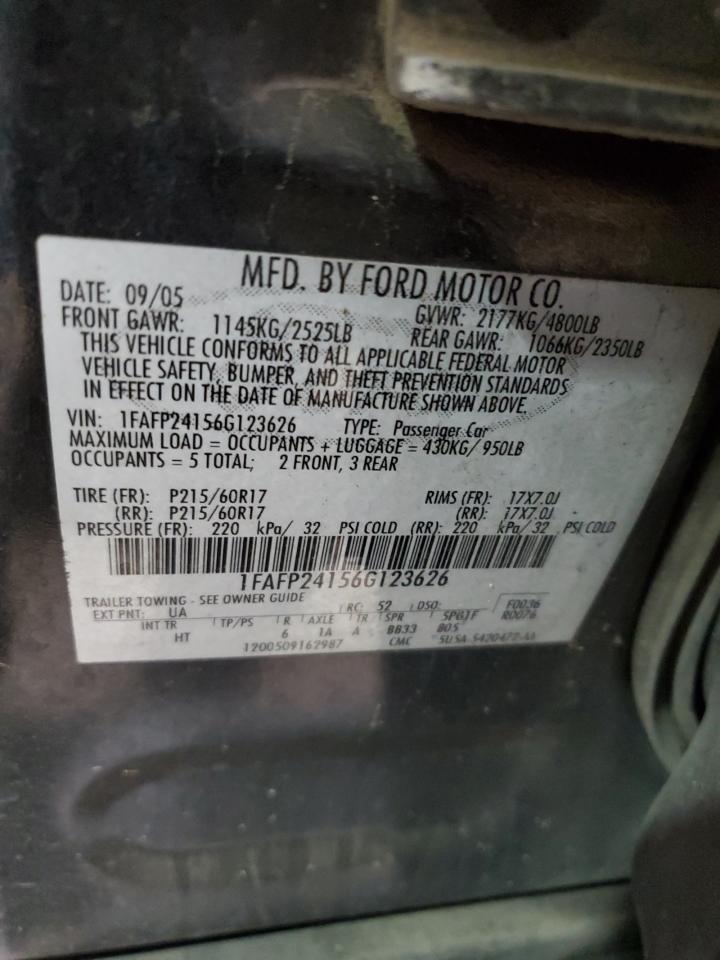 MFD. BY FORD MOTOR CO.
DATE: 09/05 GVWR: 2177KG/4800LB
FRONT GAWR: 1145KG/2525LB REAR GAWR: 1066KG/2350LB
THIS VEHICLE CONFORMS TO ALL APPLICABLE FEDERAL MOTOR
VEHICLE SAFETY, BUMPER, AND THEFT PREVENTION STANDARDS
IN EFFECT ON THE DATE OF MANUFACTURE SHOWN ABOVE.
VIN: 1FAFP24156G123626 TYPE: Passenger Car
MAXIMUM LOAD = OCCUPANTS + LUGGAGE = 430KG/ 950LB
OCCUPANTS = 5 TOTAL; 2 FRONT, 3 REAR
TIRE (FR): P215/60R17 RIMS (FR): 17X7.0J
(RR): P215/60R17 (RR): 17X7.0J
PRESSURE (FR): 220 kPa/ 32 PSI COLD (RR): 220 kPa/ 32 PSI COLD
1FAFP24156G123626
TRAILER TOWING - SEE OWNER GUIDE
EXT PNT: UA RC: 52 DSO: F0036
R0076
INT TR TP/PS R AXLE TR SPR
HT 6 1A A BB33 B05
1200509162987 CMC